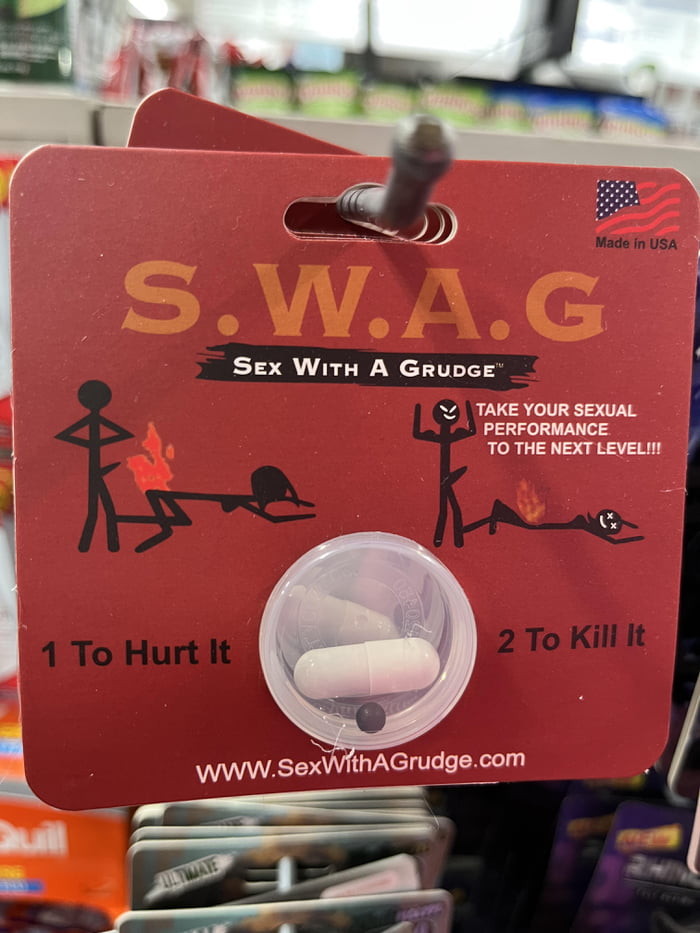 Made in USA
S.W.A.G
SEX WITH A GRUDGE™
TAKE YOUR SEXUAL
PERFORMANCE
TO THE NEXT LEVEL!!!
1 To Hurt It
2 To Kill It
www.SexWithAGrudge.com
Quil
ULTIMATE
NEW